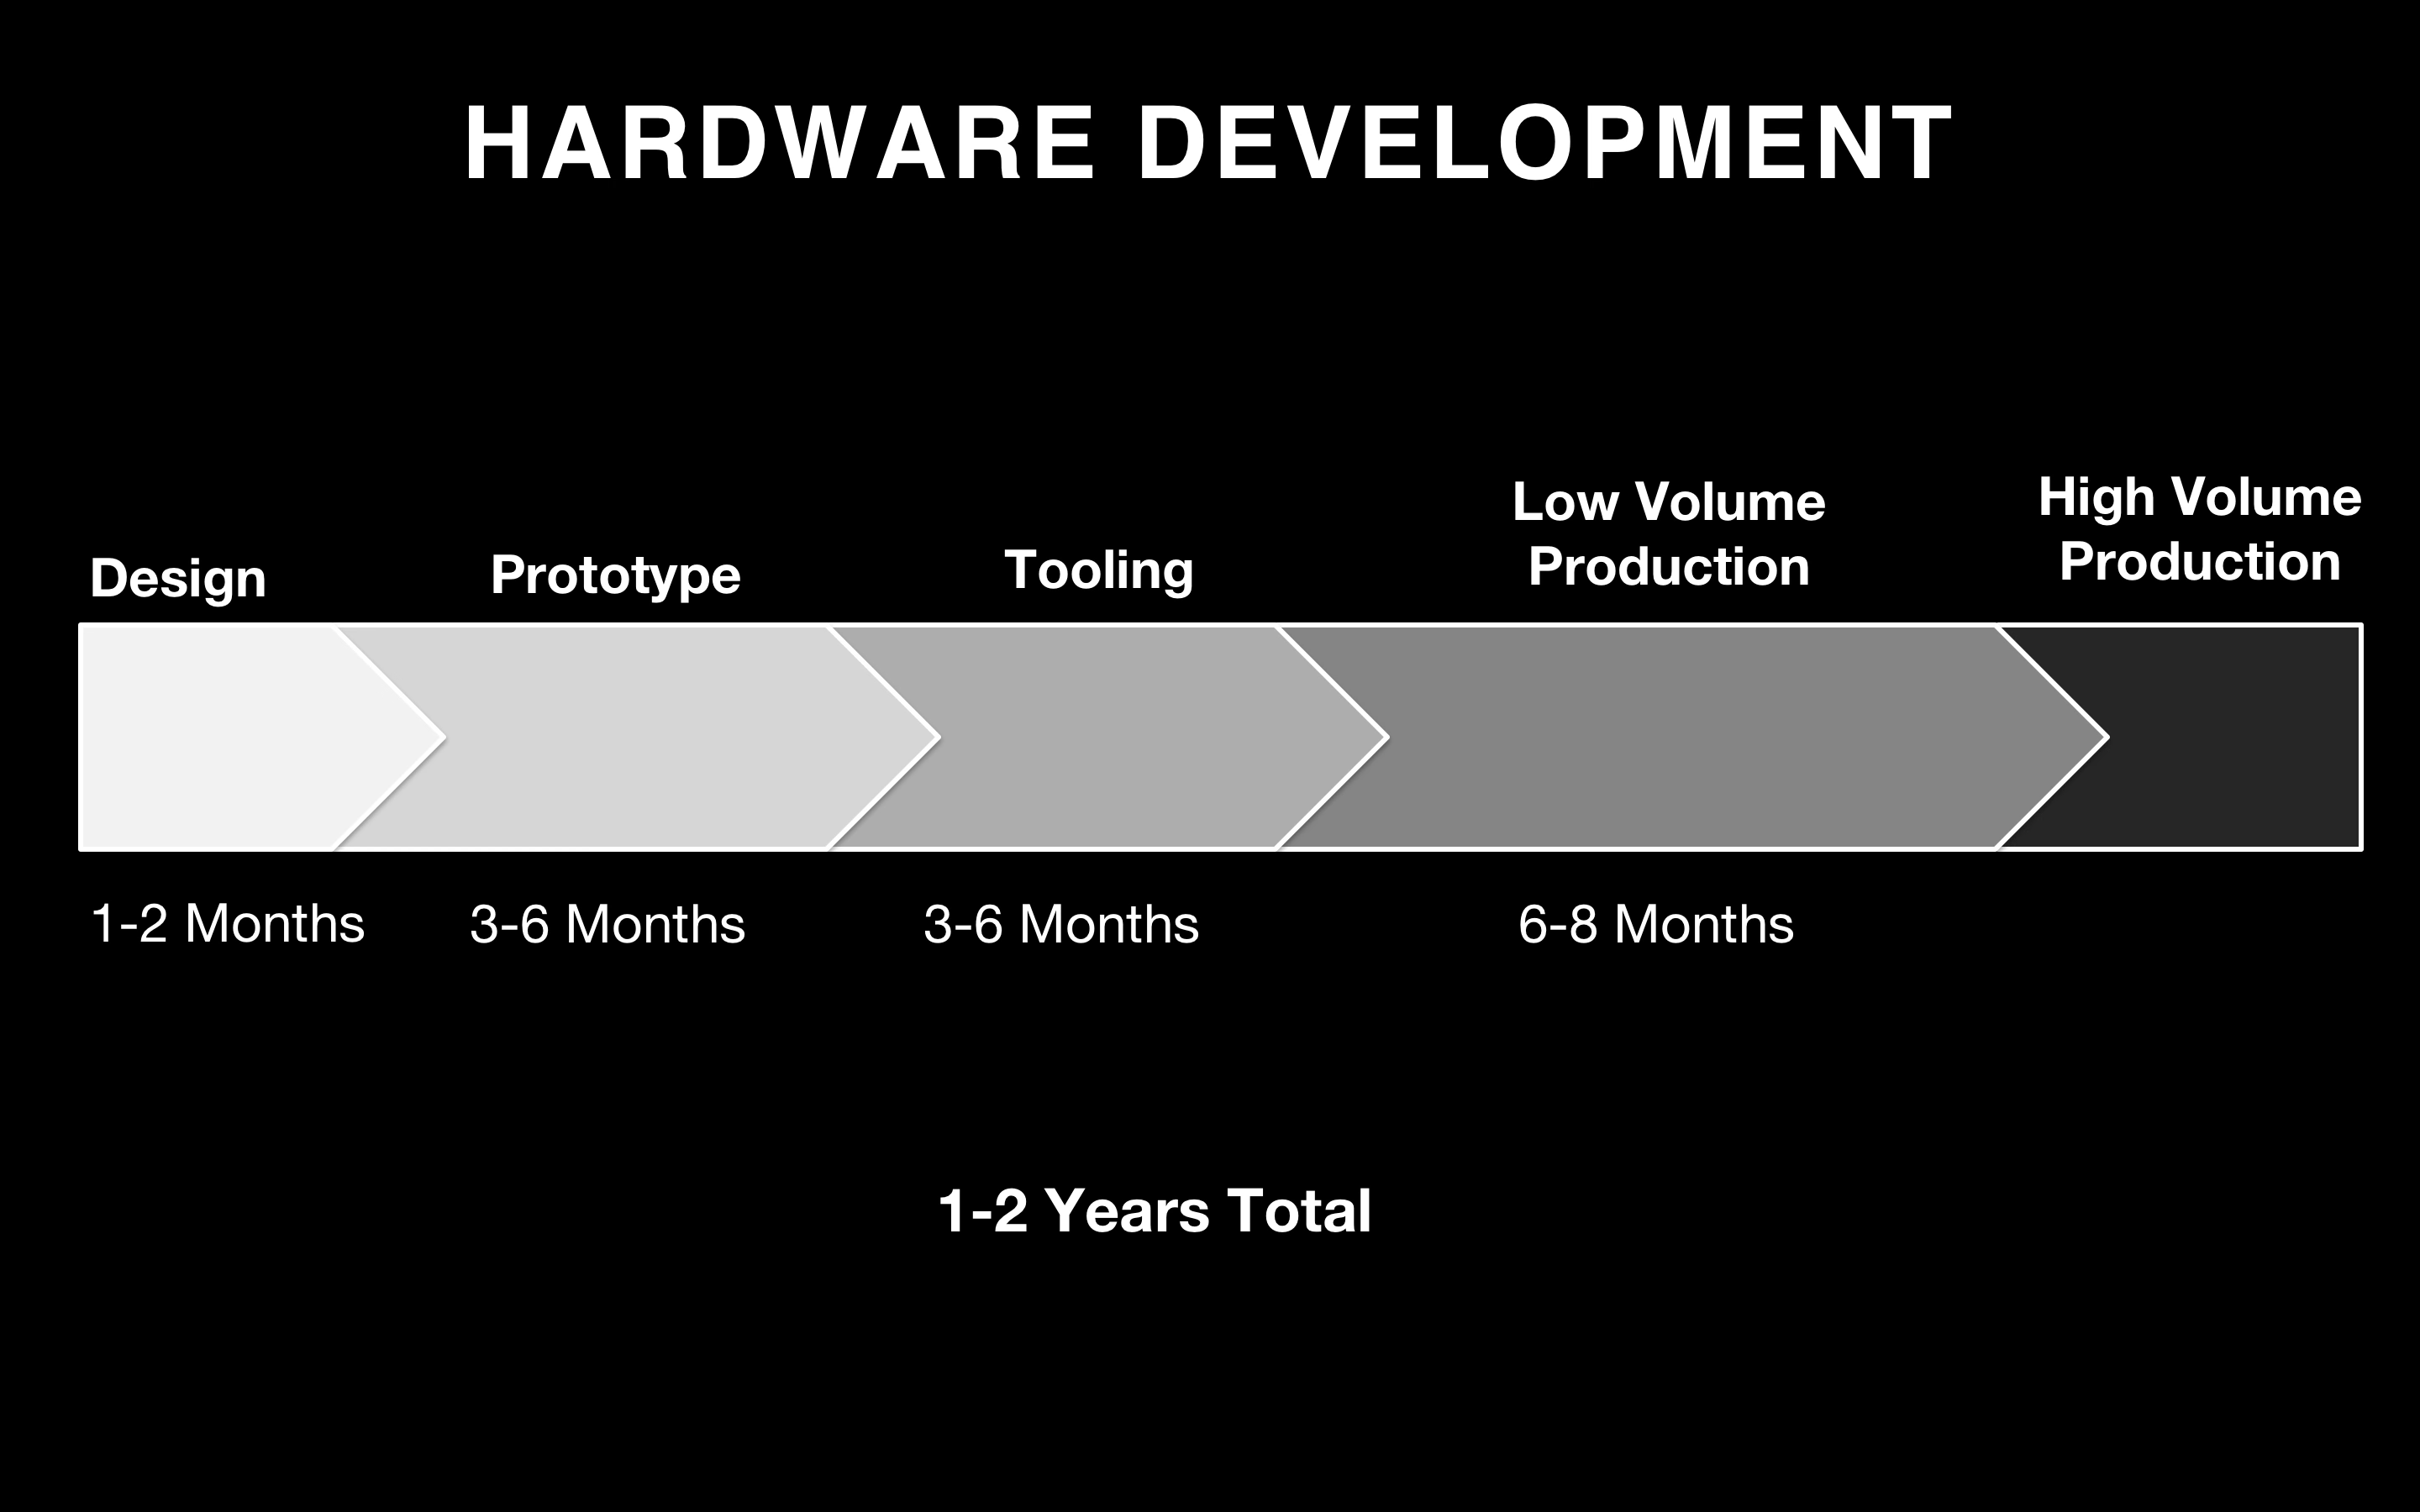 HARDWARE DEVELOPMENT
Design
Prototype
Tooling
Low Volume
Production
High Volume
Production
1-2 Months
3-6 Months
3-6 Months
6-8 Months
1-2 Years Total